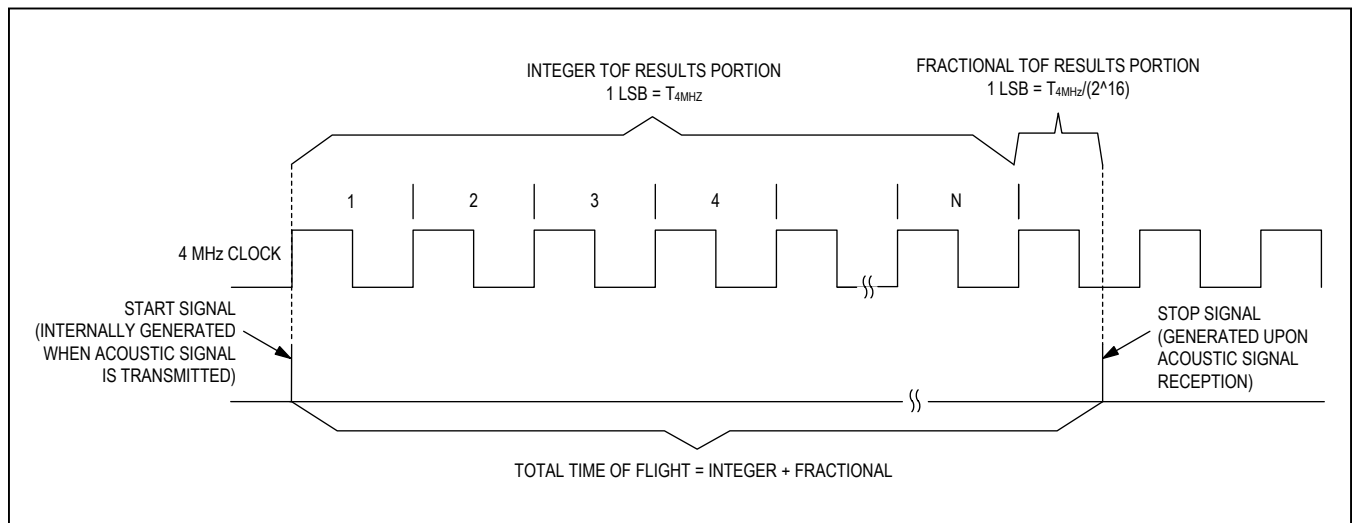 INTEGER TOF RESULTS PORTION
1 LSB = T4MHZ
FRACTIONAL TOF RESULTS PORTION
1 LSB = T4MHz/(2^16)
1 2 3 4 N
4 MHz CLOCK
START SIGNAL
(INTERNALLY GENERATED
WHEN ACOUSTIC SIGNAL
IS TRANSMITTED)
STOP SIGNAL
(GENERATED UPON
ACOUSTIC SIGNAL
RECEPTION)
TOTAL TIME OF FLIGHT = INTEGER + FRACTIONAL